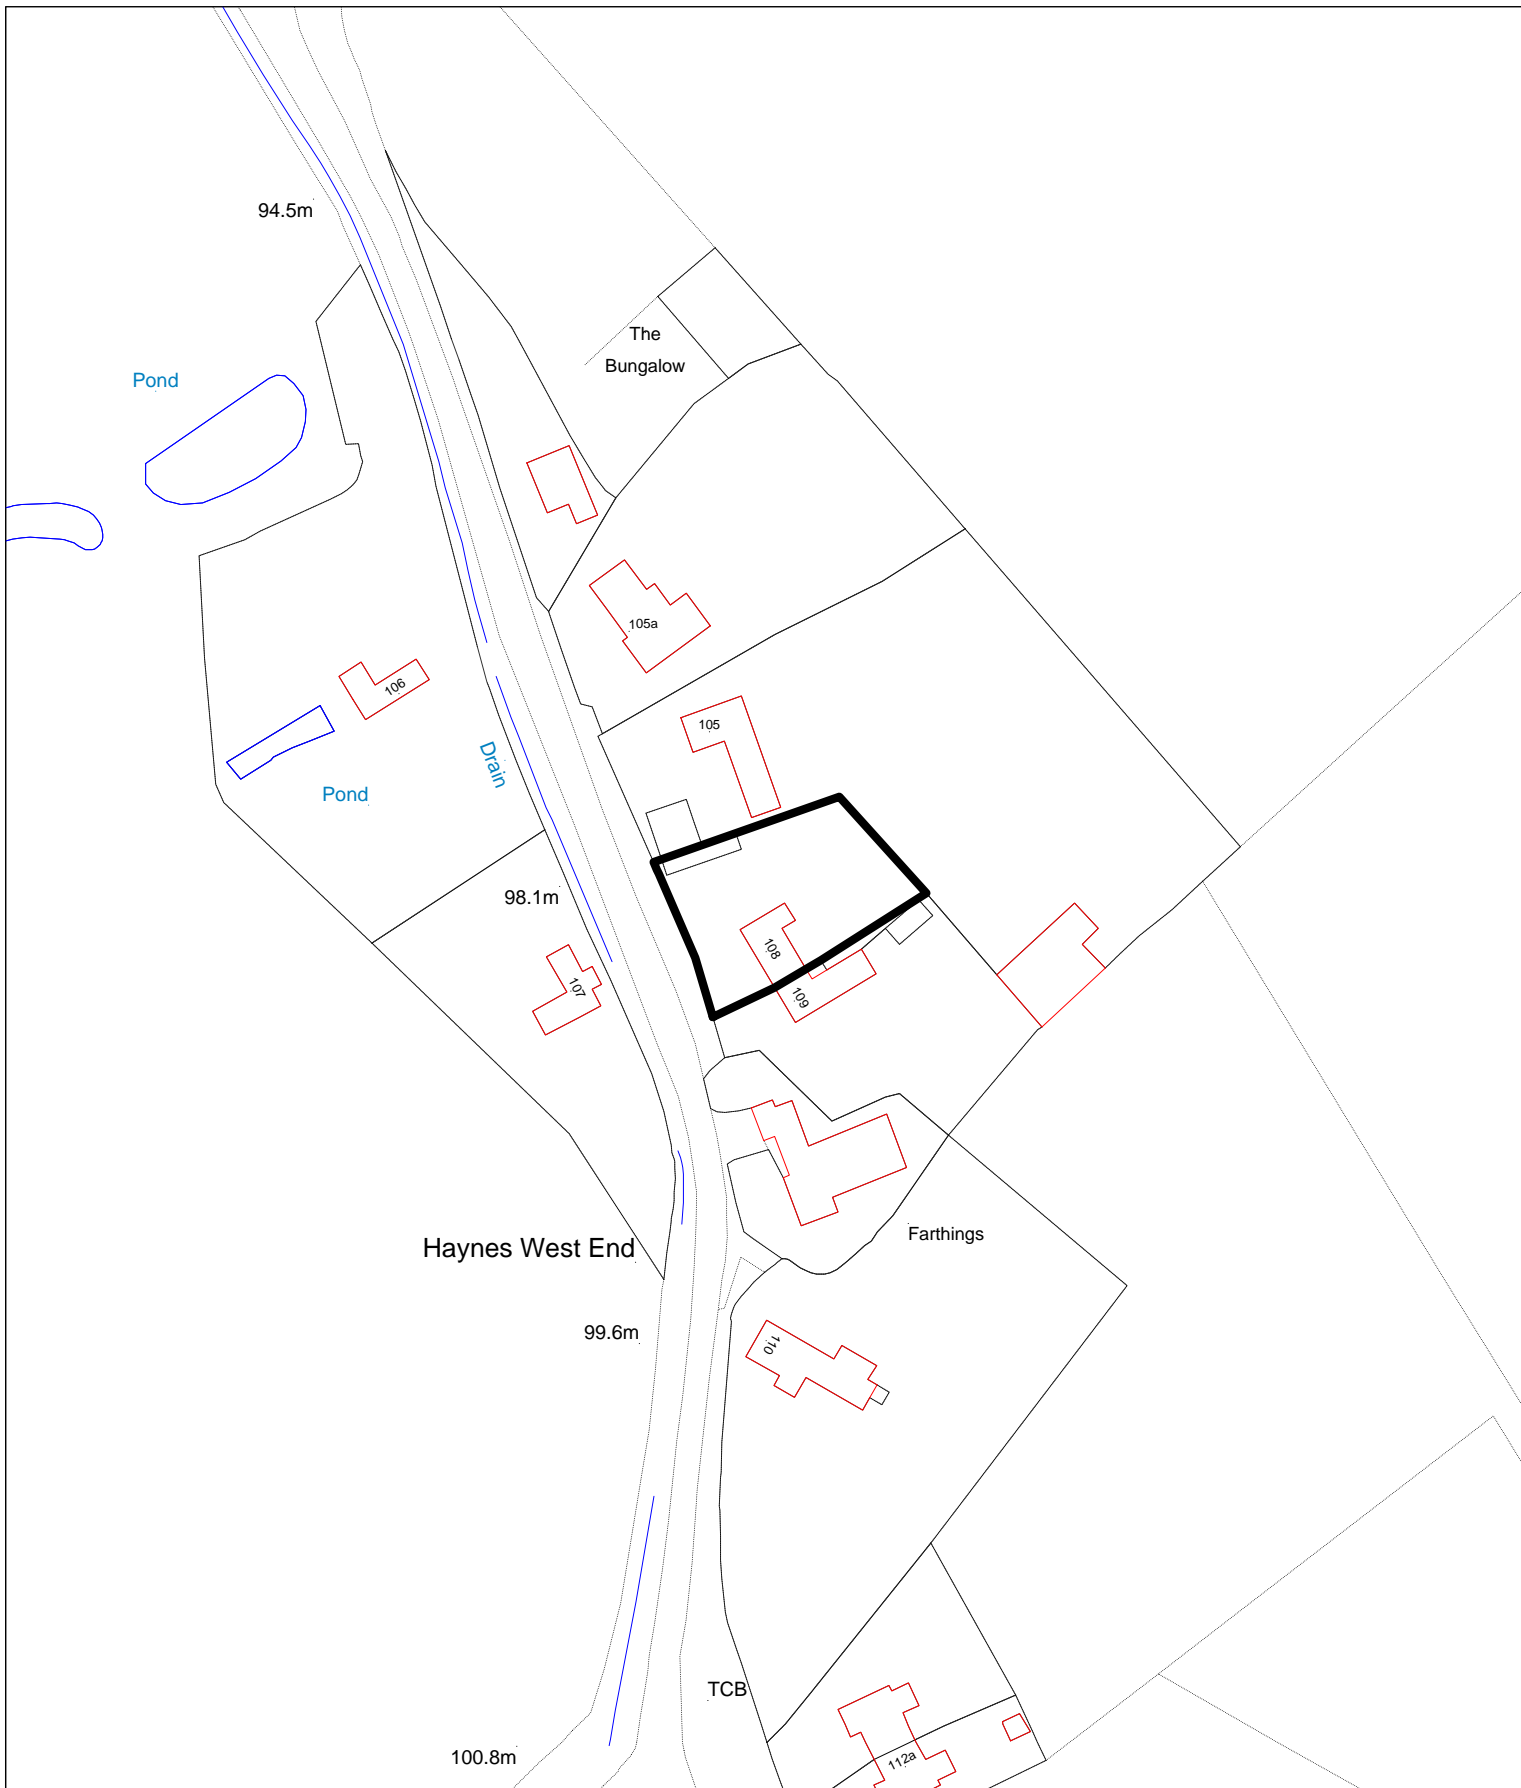 94.5m
The
Bungalow
Pond
105a
106
105
Drain
Pond
98.1m
108
107
109
Farthings
Haynes West End
99.6m
110
TCB
100.8m
112a